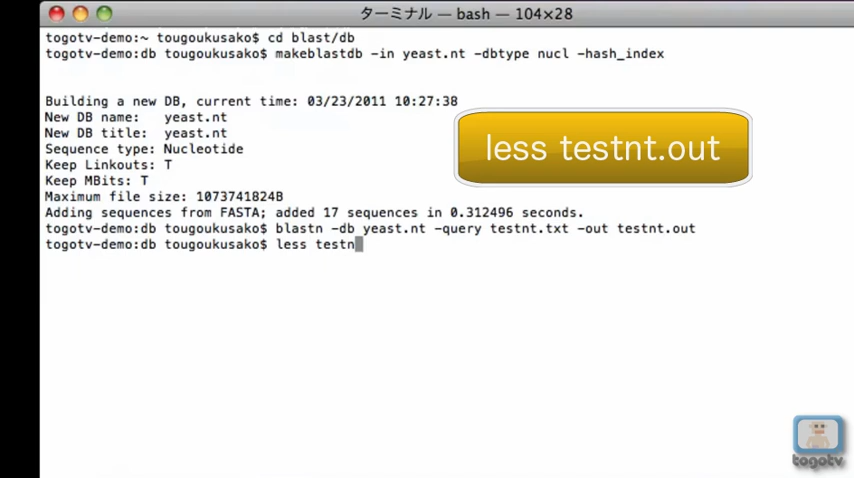 ターミナル — bash — 104×28
togotv-demo:~ tougoukusako$ cd blast/db
togotv-demo:db tougoukusako$ makeblastdb -in yeast.nt -dbtype nucl -hash_index
Building a new DB, current time: 03/23/2011 10:27:38
New DB name:   yeast.nt
New DB title:  yeast.nt
Sequence type: Nucleotide
Keep Linkouts: T
Keep MBits: T
Maximum file size: 1073741824B
Adding sequences from FASTA; added 17 sequences in 0.312496 seconds.
togotv-demo:db tougoukusako$ blastn -db yeast.nt -query testnt.txt -out testnt.out
togotv-demo:db tougoukusako$ less testn
less testnt.out
togotv